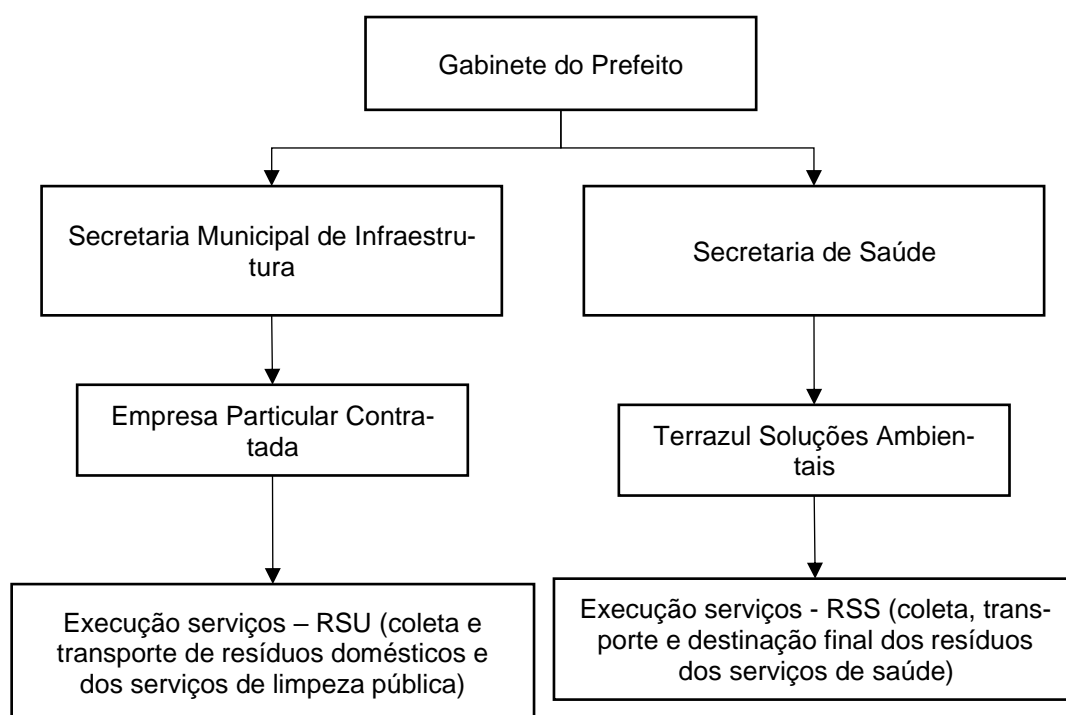 Gabinete do Prefeito
Secretaria Municipal de Infraestru-
tura
Secretaria de Saúde
Empresa Particular Contra-
tada
Terrazul Soluções Ambien-
tais
Execução serviços – RSU (coleta e
transporte de resíduos domésticos e
dos serviços de limpeza pública)
Execução serviços - RSS (coleta, trans-
porte e destinação final dos resíduos
dos serviços de saúde)